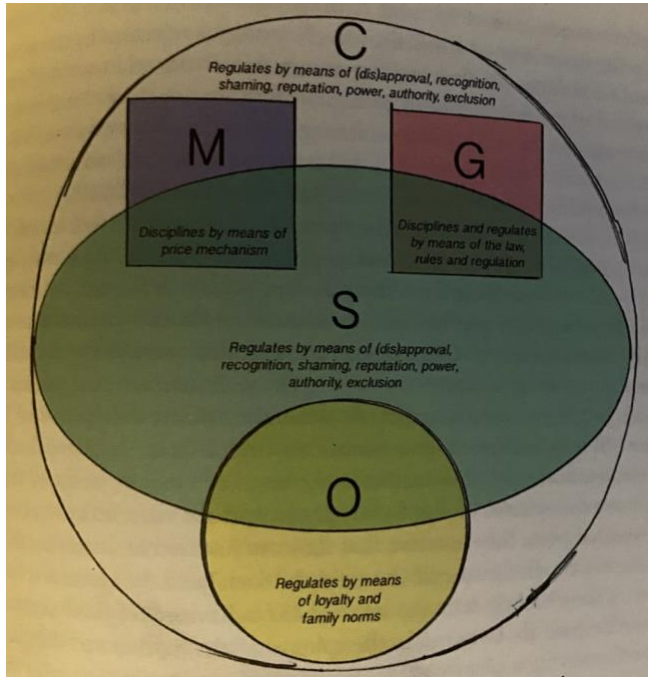 C
Regulates by means of (dis)approval, recognition,
shaming, reputation, power, authority, exclusion
M
G
Disciplines by means of
price mechanism
Disciplines and regulates
by means of the law,
rules and regulation
S
Regulates by means of (dis)approval,
recognition, shaming, reputation, power,
authority, exclusion
O
Regulates by means
of loyalty and
family norms